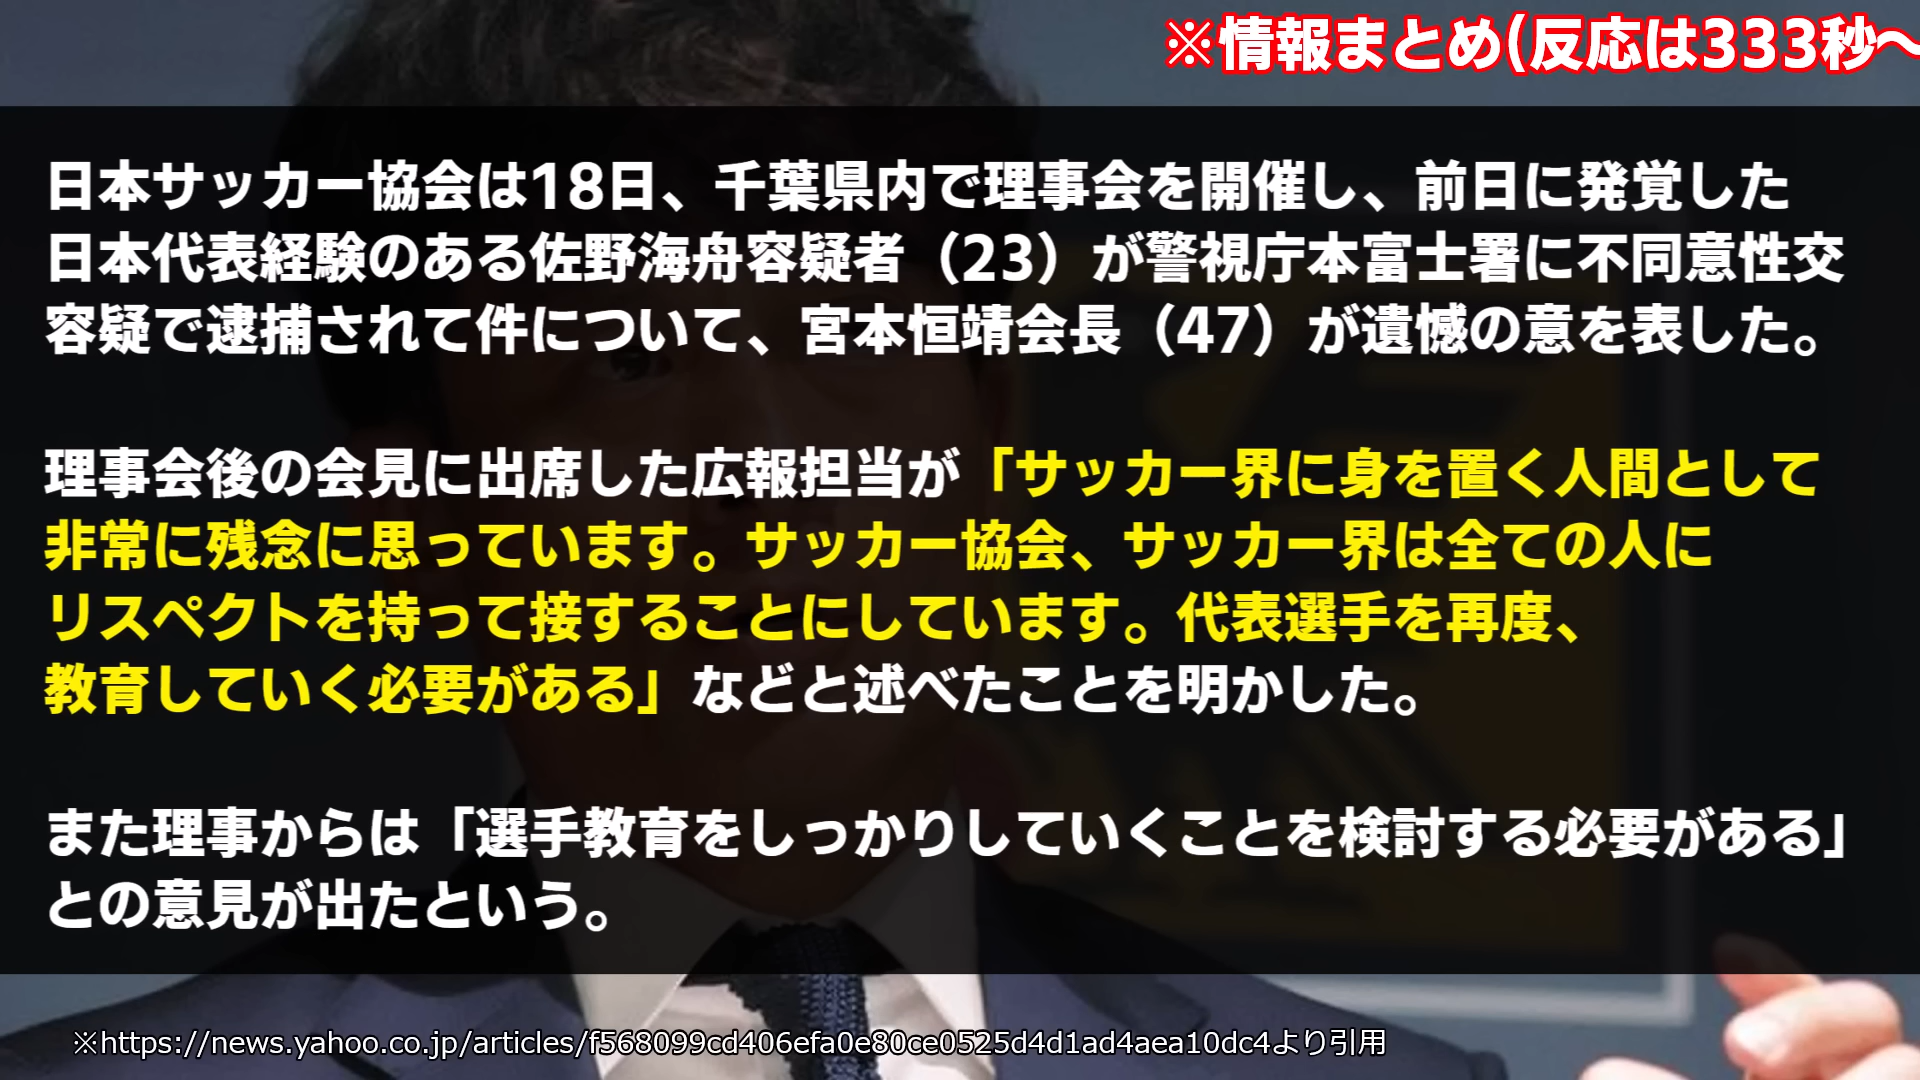 ※情報まとめ(反応は333秒～
日本サッカー協会は18日、千葉県内で理事会を開催し、前日に発覚した
日本代表経験のある佐野海舟容疑者（23）が警視庁本富士署に不同意性交
容疑で逮捕されて件について、宮本恒靖会長（47）が遺憾の意を表した。
理事会後の会見に出席した広報担当が「サッカー界に身を置く人間として
非常に残念に思っています。サッカー協会、サッカー界は全ての人に
リスペクトを持って接することにしています。代表選手を再度、
教育していく必要がある」などと述べたことを明かした。
また理事からは「選手教育をしっかりしていくことを検討する必要がある」
との意見が出たという。
※https://news.yahoo.co.jp/articles/f568099cd406efa0e80ce0525d4d1ad4aea10dc4より引用